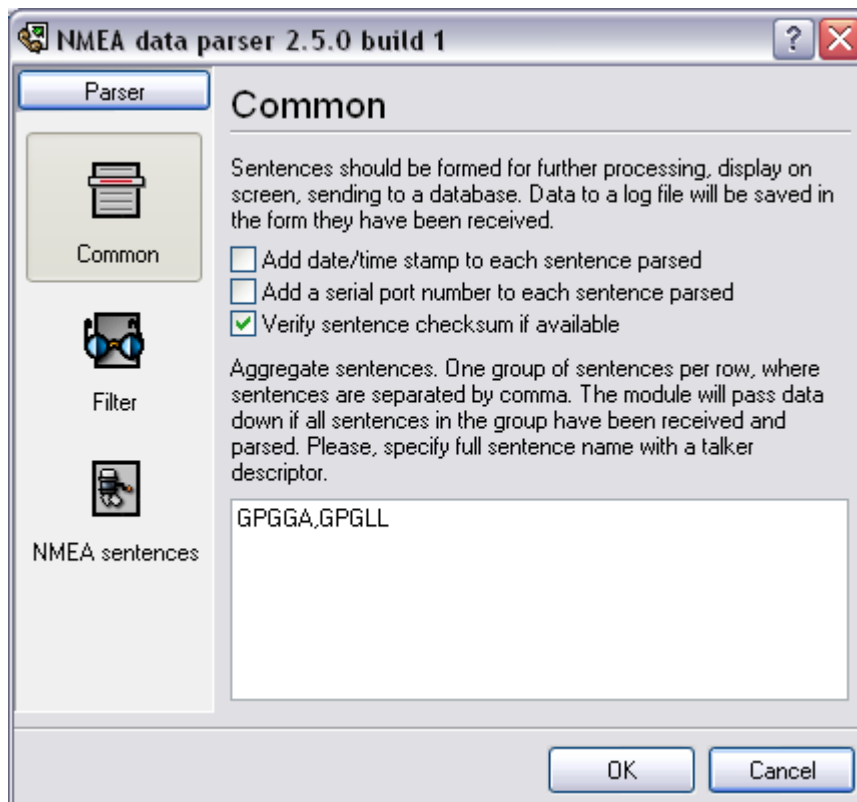 NMEA data parser 2.5.0 build 1
?
Parser
Common
Filter
NMEA sentences
Common
Sentences should be formed for further processing, display on
screen, sending to a database. Data to a log file will be saved in
the form they have been received.
Add date/time stamp to each sentence parsed
Add a serial port number to each sentence parsed
Verify sentence checksum if available
Aggregate sentences. One group of sentences per row, where
sentences are separated by comma. The module will pass data
down if all sentences in the group have been received and
parsed. Please, specify full sentence name with a talker
descriptor.
GPGGA,GPGLL
OK
Cancel